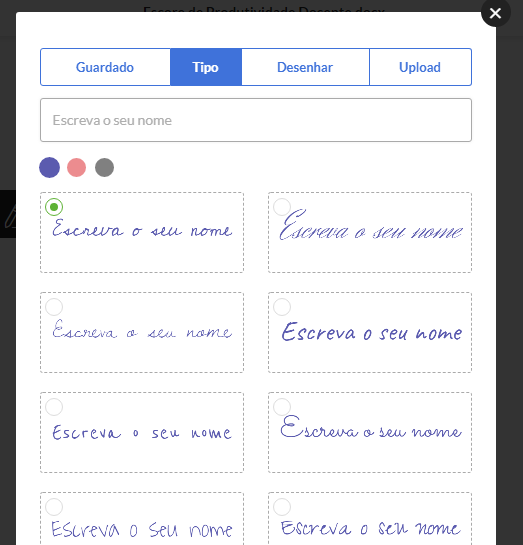 Escore de Produtividade Docente.docx
Guardado Tipo Desenhar Upload
Escreva o seu nome
Escreva o seu nome Escreva o seu nome
Escreva o seu nome Escreva o seu nome
Escreva o seu nome Escreva o seu nome
Escreva o seu nome Escreva o seu nome